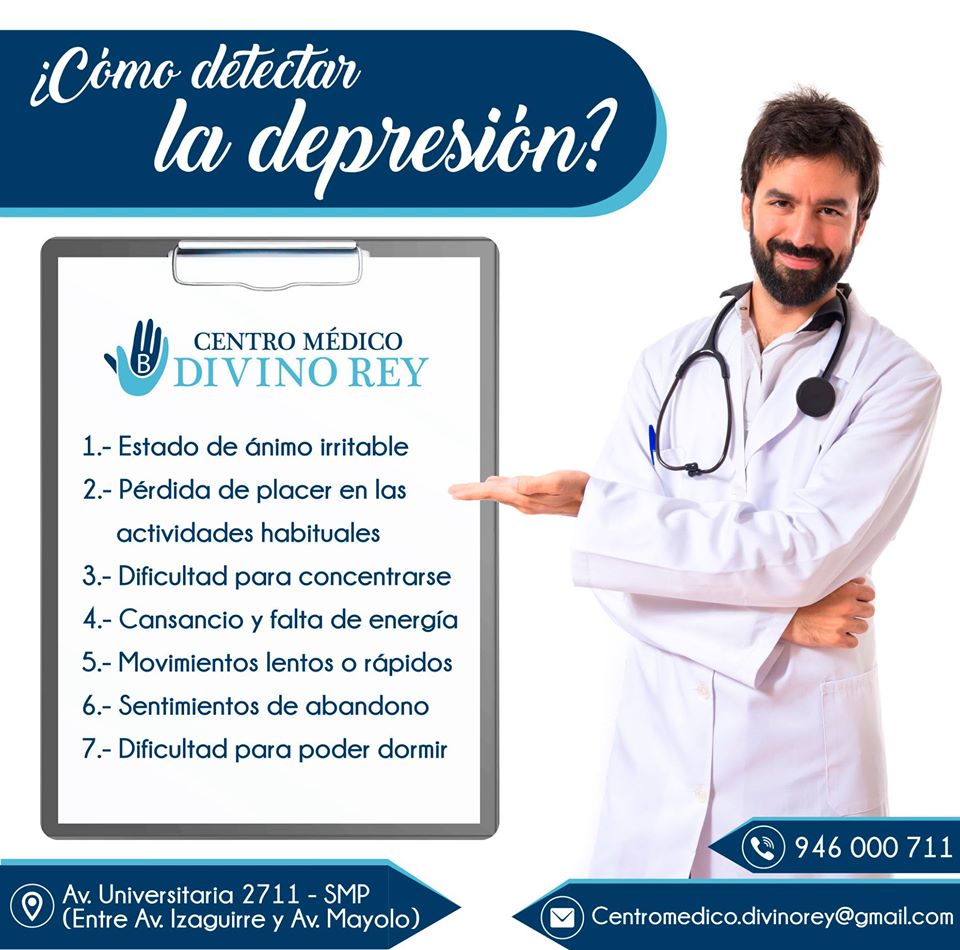 ¿Cómo detectar
la depresión?
CENTRO MÉDICO
DIVINO REY
B
1.- Estado de ánimo irritable
2.- Pérdida de placer en las
actividades habituales
3.- Dificultad para concentrarse
4.- Cansancio y falta de energía
5.- Movimientos lentos o rápidos
6.- Sentimientos de abandono
7.- Dificultad para poder dormir
946 000 711
Av. Universitaria 2711 - SMP
(Entre Av. Izaguirre y Av. Mayolo)
Centromedico.divinorey@gmail.com